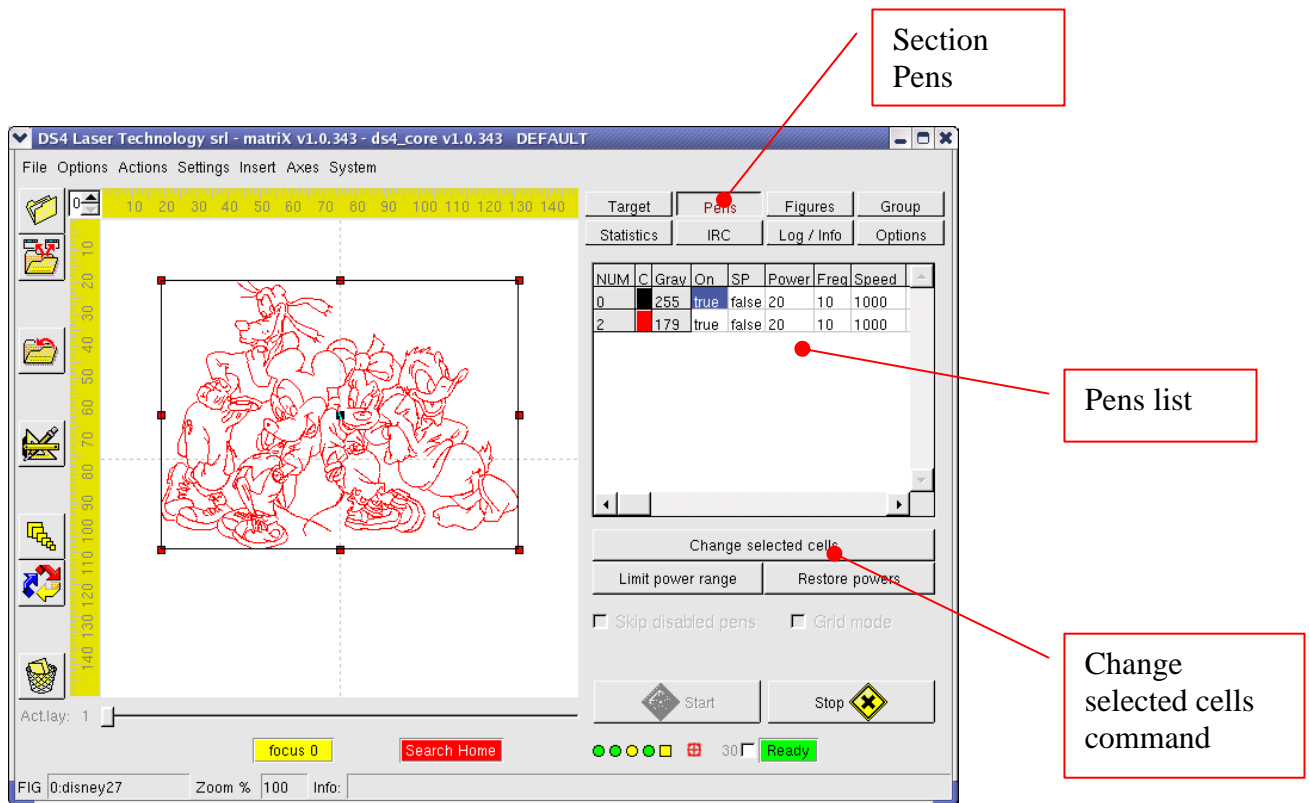 Section
Pens
DS4 Laser Technology srl - matriX v1.0.343 - ds4_core v1.0.343 DEFAULT
File Options Actions Settings Insert Axes System
0
10 20 30 40 50 60 70 80 90 100 110 120 130 140
10 20 30 40 50 60 70 80 90 100 110 120 130 140
Target Pens Figures Group
Statistics IRC Log / Info Options
NUM C Gray On SP Power Freq Speed
0 255 true false 20 10 1000
2 179 true false 20 10 1000
Pens list
Change selected cells
Limit power range Restore powers
Skip disabled pens Grid mode
Change
selected cells
command
Start Stop
Act.lay: 1
focus 0 Search Home 30 Ready
FIG 0:disney27 Zoom % 100 Info: